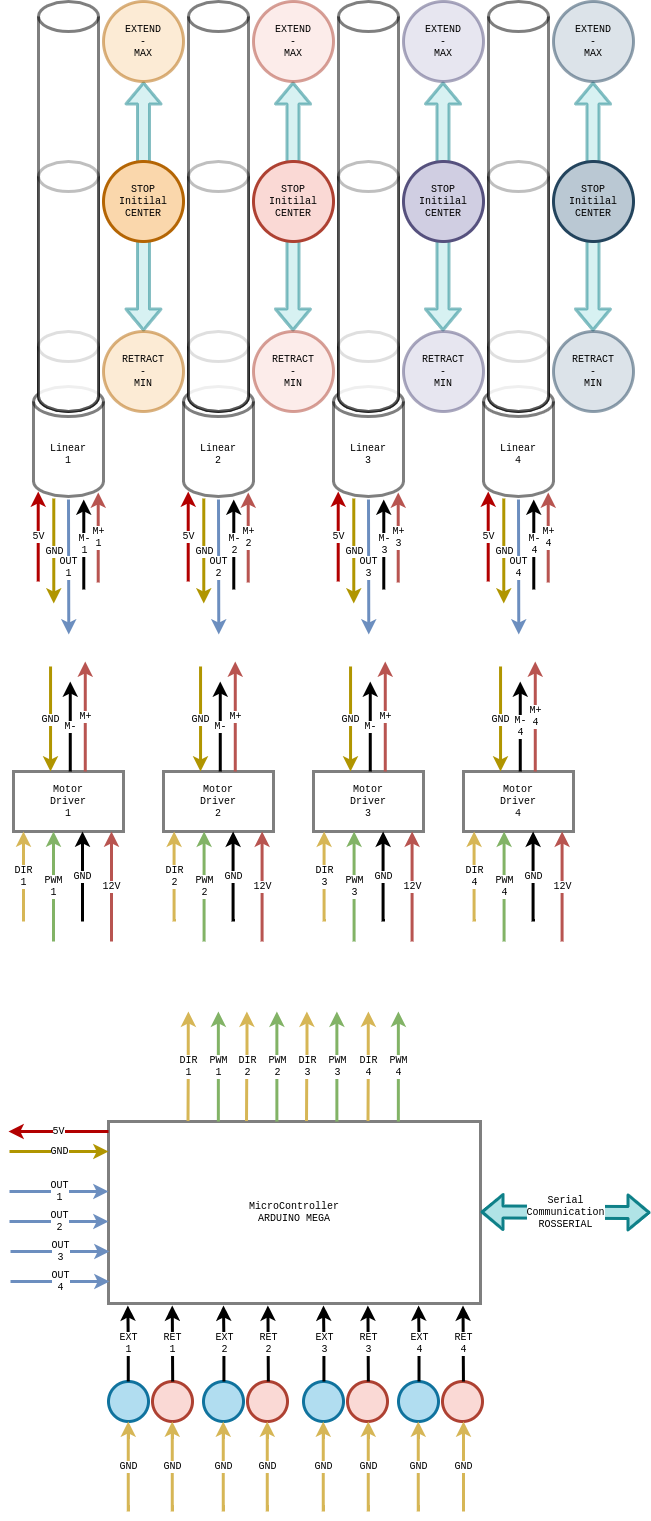 EXTEND
-
MAX
EXTEND
-
MAX
EXTEND
-
MAX
EXTEND
-
MAX
STOP
Initilal
CENTER
STOP
Initilal
CENTER
STOP
Initilal
CENTER
STOP
Initilal
CENTER
RETRACT
-
MIN
RETRACT
-
MIN
RETRACT
-
MIN
RETRACT
-
MIN
Linear
1
Linear
2
Linear
3
Linear
4
5V
GND
OUT
1
M-
1
M+
1
5V
GND
OUT
2
M-
2
M+
2
5V
GND
OUT
3
M-
3
M+
3
5V
GND
OUT
4
M-
4
M+
4
GND
M-
M+
GND
M-
M+
GND
M-
M+
GND
M-
4
M+
4
Motor
Driver
1
Motor
Driver
2
Motor
Driver
3
Motor
Driver
4
DIR
1
PWM
1
GND
12V
DIR
2
PWM
2
GND
12V
DIR
3
PWM
3
GND
12V
DIR
4
PWM
4
GND
12V
DIR
1
PWM
1
DIR
2
PWM
2
DIR
3
PWM
3
DIR
4
PWM
4
5V
GND
OUT
1
OUT
2
OUT
3
OUT
4
MicroController
ARDUINO MEGA
Serial
Communication
ROSSERIAL
EXT
1
RET
1
EXT
2
RET
2
EXT
3
RET
3
EXT
4
RET
4
GND
GND
GND
GND
GND
GND
GND
GND